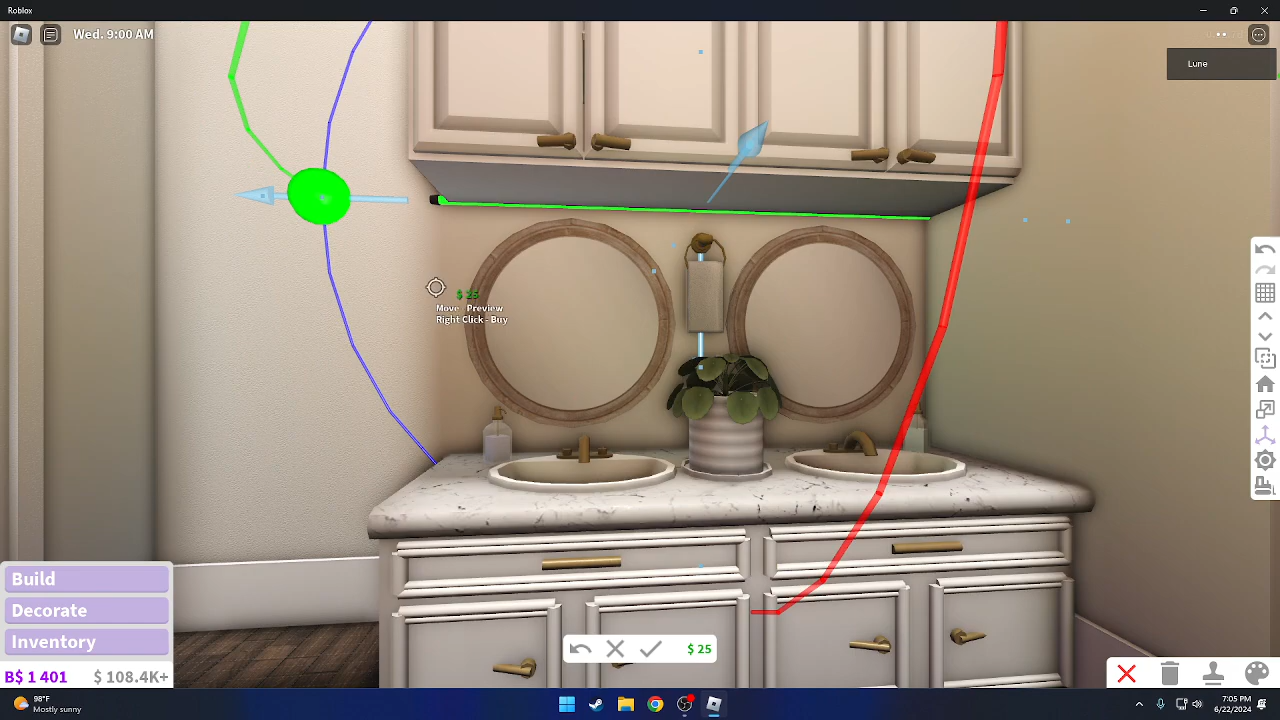 Roblox
Wed. 9:00 AM
Lune
$ 25
Move - Preview
Right Click - Buy
Build
Decorate
Inventory
B$ 1 401
$ 108.4K+
$ 25
98°F
Mostly sunny
7:05 PM
6/22/2024